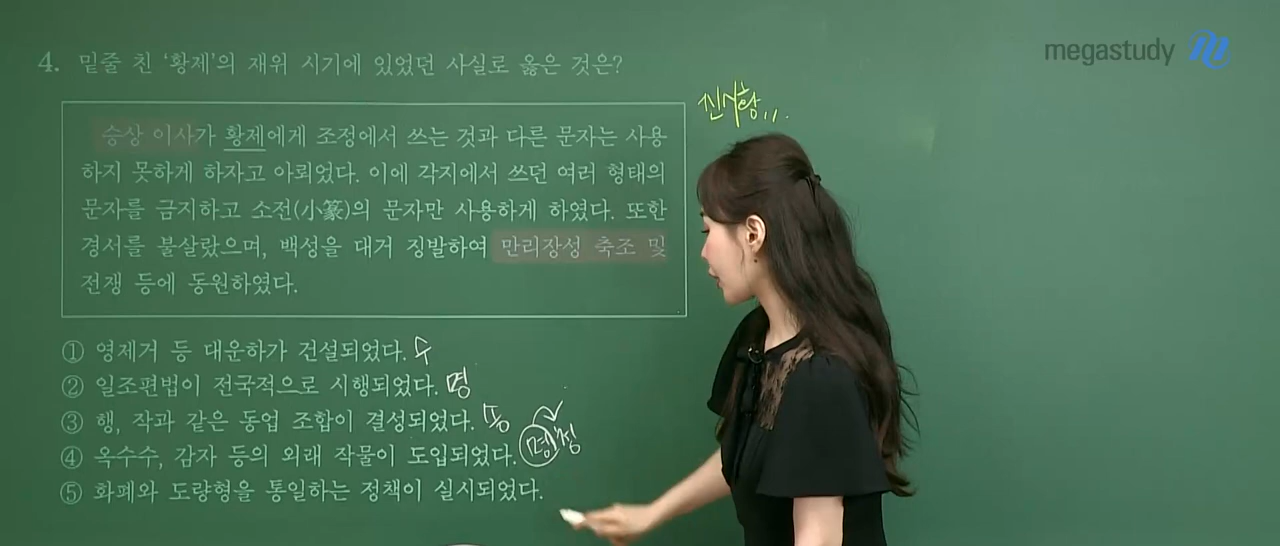 megastudy
4. 밑줄 친 '황제'의 재위 시기에 있었던 사실로 옳은 것은?
진시황
승상 이사가 황제에게 조정에서 쓰는 것과 다른 문자는 사용
하지 못하게 하자고 아뢰었다. 이에 각지에서 쓰던 여러 형태의
문자를 금지하고 소전(小篆)의 문자만 사용하게 하였다. 또한
경서를 불살랐으며, 백성을 대거 징발하여 만리장성 축조 및
전쟁 등에 동원하였다.
① 영제거 등 대운하가 건설되었다. 수
② 일조편법이 전국적으로 시행되었다. 명
③ 행, 작과 같은 동업 조합이 결성되었다. 송
④ 옥수수, 감자 등의 외래 작물이 도입되었다. 명청
⑤ 화폐와 도량형을 통일하는 정책이 실시되었다.